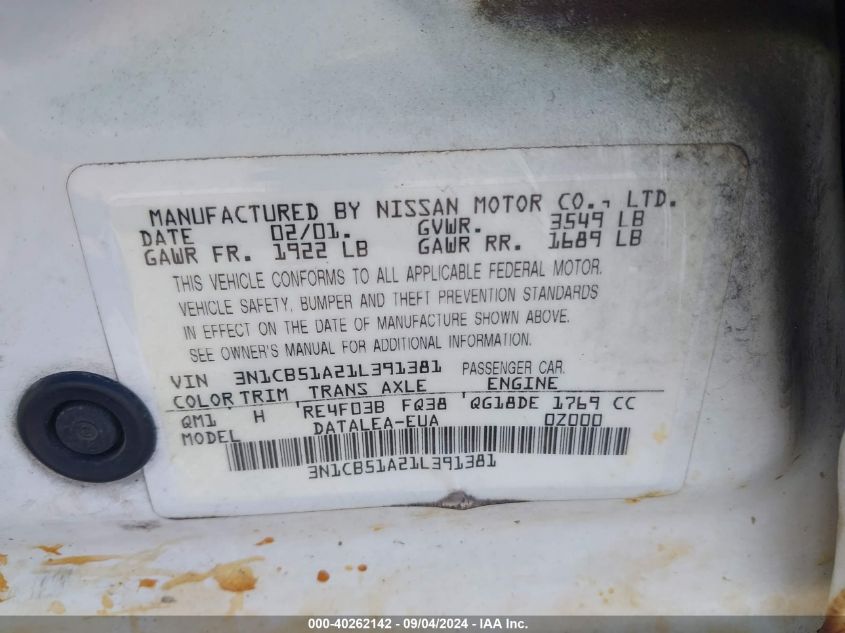 MANUFACTURED BY NISSAN MOTOR CO., LTD.
DATE 02/01. GVWR. 3549 LB
GAWR FR. 1922 LB GAWR RR. 1689 LB
THIS VEHICLE CONFORMS TO ALL APPLICABLE FEDERAL MOTOR.
VEHICLE SAFETY, BUMPER AND THEFT PREVENTION STANDARDS
IN EFFECT ON THE DATE OF MANUFACTURE SHOWN ABOVE.
SEE OWNER'S MANUAL FOR ADDITIONAL INFORMATION.
VIN 3N1CB51A21L391381 PASSENGER CAR.
COLOR TRIM TRANS AXLE ENGINE
QM1 H RE4F03B FQ38 QG18DE 1769 CC
MODEL DATALEA-EUA 0Z000
3N1CB51A21L391381
000-40262142 - 09/04/2024 - IAA Inc.